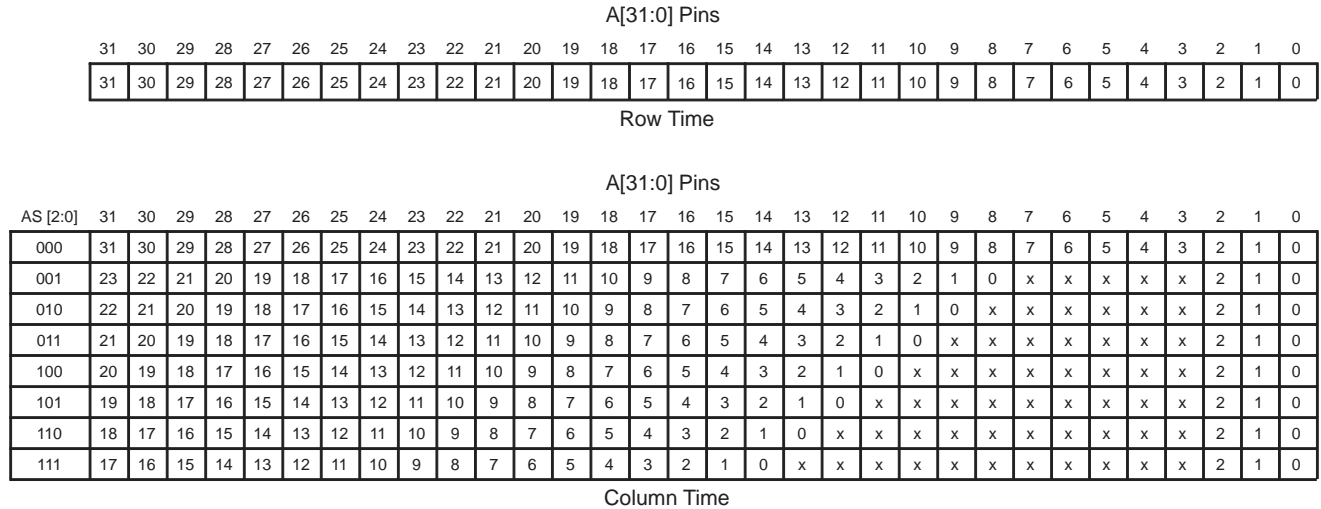 A[31:0] Pins
31 30 29 28 27 26 25 24 23 22 21 20 19 18 17 16 15 14 13 12 11 10 9 8 7 6 5 4 3 2 1 0
31 30 29 28 27 26 25 24 23 22 21 20 19 18 17 16 15 14 13 12 11 10 9 8 7 6 5 4 3 2 1 0
Row Time
A[31:0] Pins
AS [2:0] 31 30 29 28 27 26 25 24 23 22 21 20 19 18 17 16 15 14 13 12 11 10 9 8 7 6 5 4 3 2 1 0
000 31 30 29 28 27 26 25 24 23 22 21 20 19 18 17 16 15 14 13 12 11 10 9 8 7 6 5 4 3 2 1 0
001 23 22 21 20 19 18 17 16 15 14 13 12 11 10 9 8 7 6 5 4 3 2 1 0 x x x x x 2 1 0
010 22 21 20 19 18 17 16 15 14 13 12 11 10 9 8 7 6 5 4 3 2 1 0 x x x x x x 2 1 0
011 21 20 19 18 17 16 15 14 13 12 11 10 9 8 7 6 5 4 3 2 1 0 x x x x x x x 2 1 0
100 20 19 18 17 16 15 14 13 12 11 10 9 8 7 6 5 4 3 2 1 0 x x x x x x x x 2 1 0
101 19 18 17 16 15 14 13 12 11 10 9 8 7 6 5 4 3 2 1 0 x x x x x x x x x 2 1 0
110 18 17 16 15 14 13 12 11 10 9 8 7 6 5 4 3 2 1 0 x x x x x x x x x x 2 1 0
111 17 16 15 14 13 12 11 10 9 8 7 6 5 4 3 2 1 0 x x x x x x x x x x x 2 1 0
Column Time